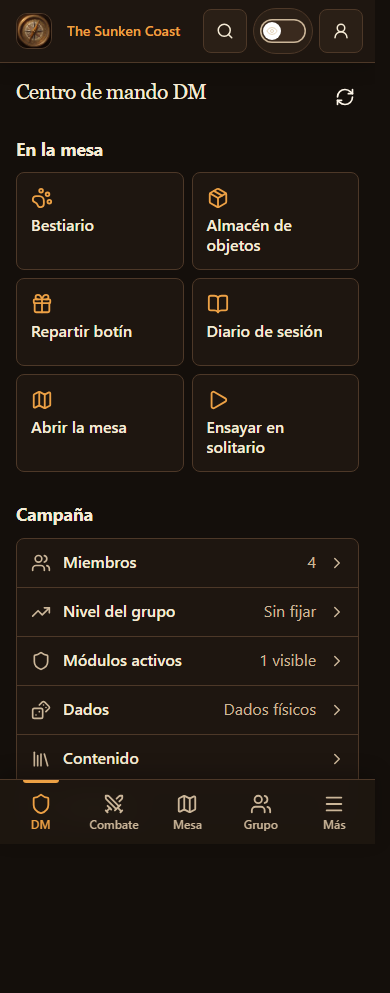 The Sunken Coast
Centro de mando DM
En la mesa
Bestiario
Almacén de
objetos
Repartir botín
Diario de sesión
Abrir la mesa
Ensayar en
solitario
Campaña
Miembros 4
Nivel del grupo Sin fijar
Módulos activos 1 visible
Dados Dados físicos
Contenido
DM Combate Mesa Grupo Más